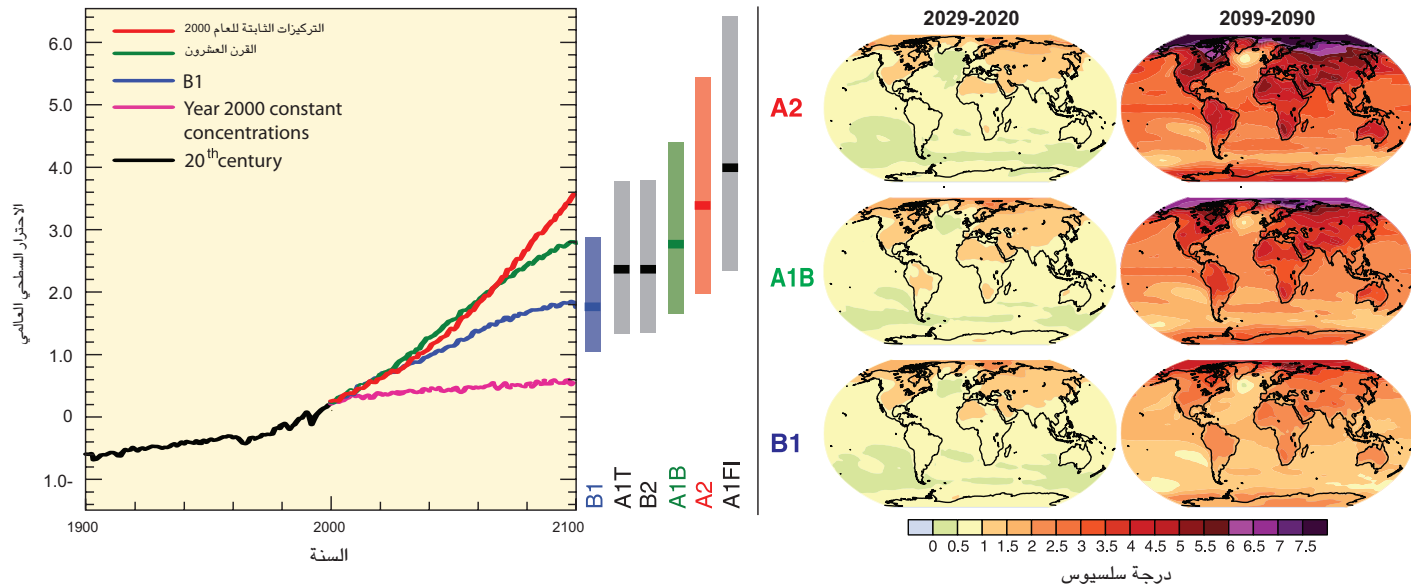 6.0
5.0
4.0
3.0
2.0
1.0
0
1.0-
الاحترار السطحي العالمي
التركيزات الثابتة للعام 2000
القرن العشرون
B1
Year 2000 constant
concentrations
20th century
1900
2000
2100
السنة
B1
A1T
B2
A1B
A2
A1FI
2029-2020
2099-2090
A2
A1B
B1
0 0.5 1 1.5 2 2.5 3 3.5 4 4.5 5 5.5 6 6.5 7 7.5
درجة سلسيوس